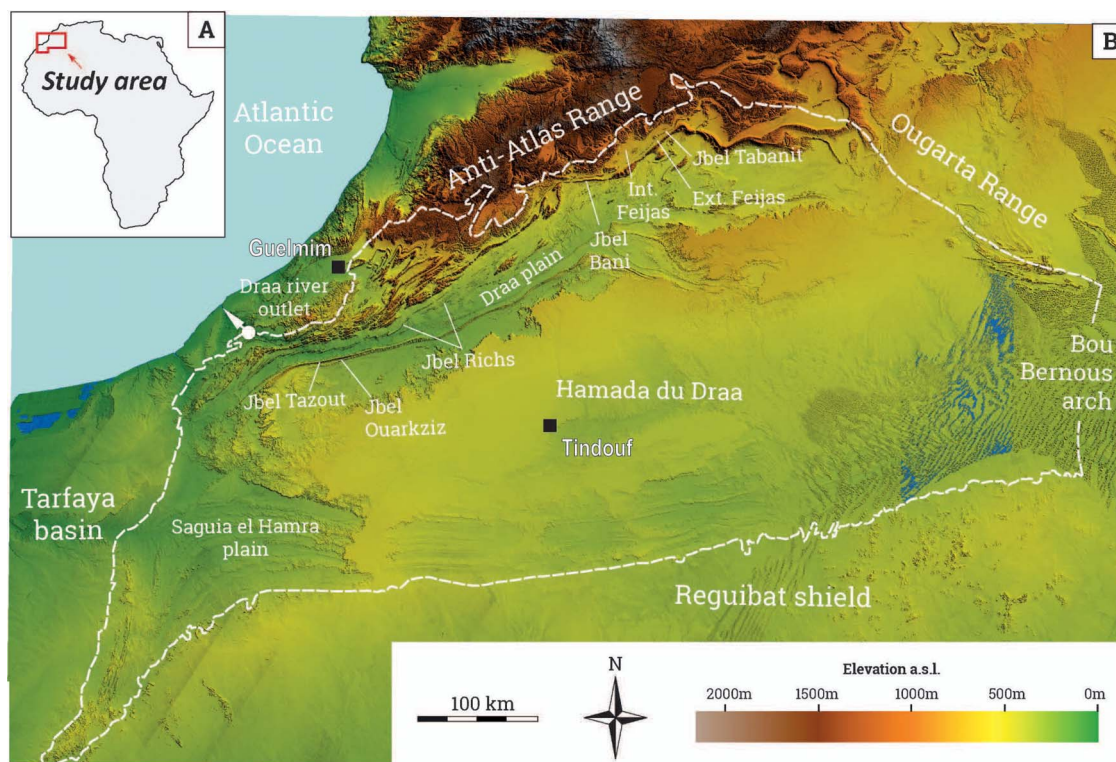 A
Study area
B
Atlantic
Ocean
Anti-Atlas Range
Ougarta Range
Jbel Tabanit
Int.
Feijas
Ext. Feijas
Jbel
Bani
Guelmim
Draa river
outlet
Draa plain
Jbel Richs
Jbel Tazout
Jbel
Ouarkziz
Hamada du Draa
Bou
Bernous
arch
Tindouf
Tarfaya
basin
Saguia el Hamra
plain
Reguibat shield
100 km
N
Elevation a.s.l.
2000m 1500m 1000m 500m 0m